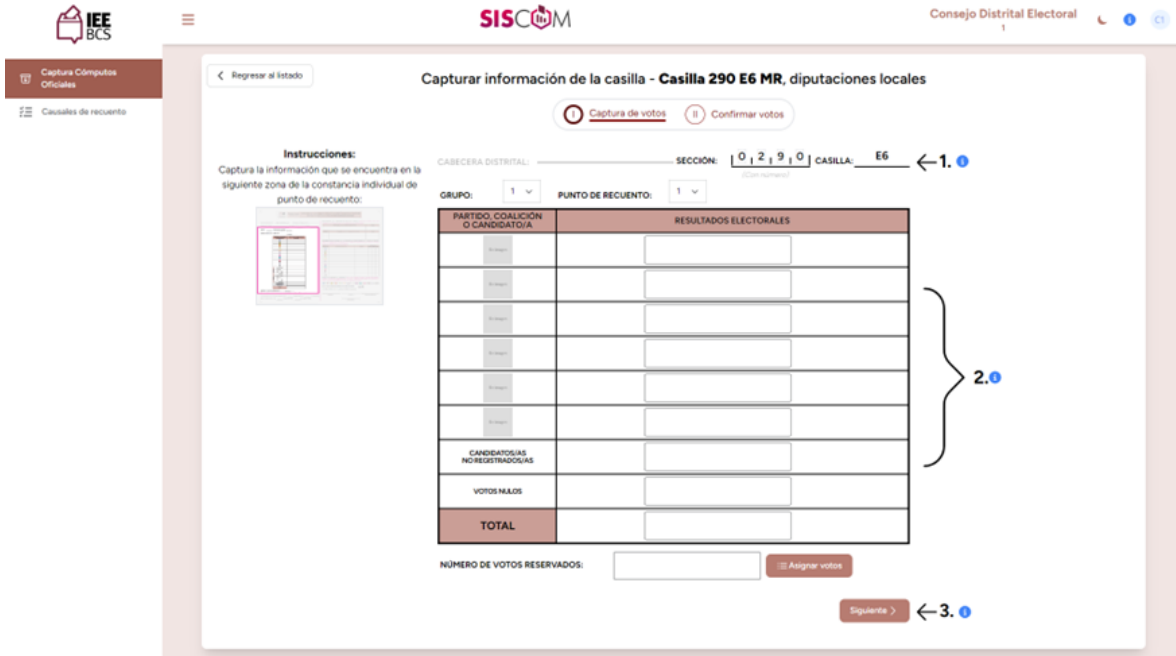 IEE
BCS
SISCOM
Consejo Distrital Electoral
1
C1
Captura Cómputos
Oficiales
Causales de recuento
Regresar al listado
Capturar información de la casilla - Casilla 290 E6 MR, diputaciones locales
I Captura de votos II Confirmar votos
Instrucciones:
Captura la información que se encuentra en la
siguiente zona de la constancia individual de
punto de recuento:
CABECERA DISTRITAL: SECCIÓN: 0 2 9 0 CASILLA: E6 1.
(Con número)
GRUPO: 1 PUNTO DE RECUENTO: 1
PARTIDO, COALICIÓN
O CANDIDATO/A
RESULTADOS ELECTORALES
2.
CANDIDATOS/AS
NO REGISTRADOS/AS
VOTOS NULOS
TOTAL
NÚMERO DE VOTOS RESERVADOS: Asignar votos
Siguiente > 3.